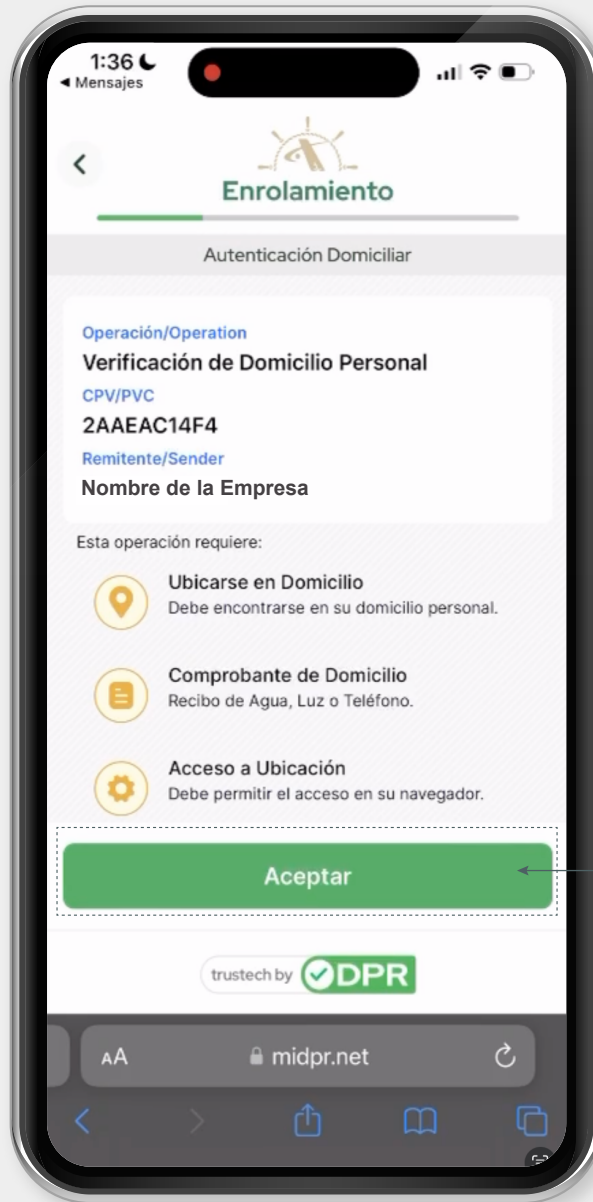 1:36
◀ Mensajes
Enrolamiento
Autenticación Domiciliar
Operación/Operation
Verificación de Domicilio Personal
CPV/PVC
2AAEAC14F4
Remitente/Sender
Nombre de la Empresa
Esta operación requiere:
Ubicarse en Domicilio
Debe encontrarse en su domicilio personal.
Comprobante de Domicilio
Recibo de Agua, Luz o Teléfono.
Acceso a Ubicación
Debe permitir el acceso en su navegador.
Aceptar
trustech by DPR
AA midpr.net